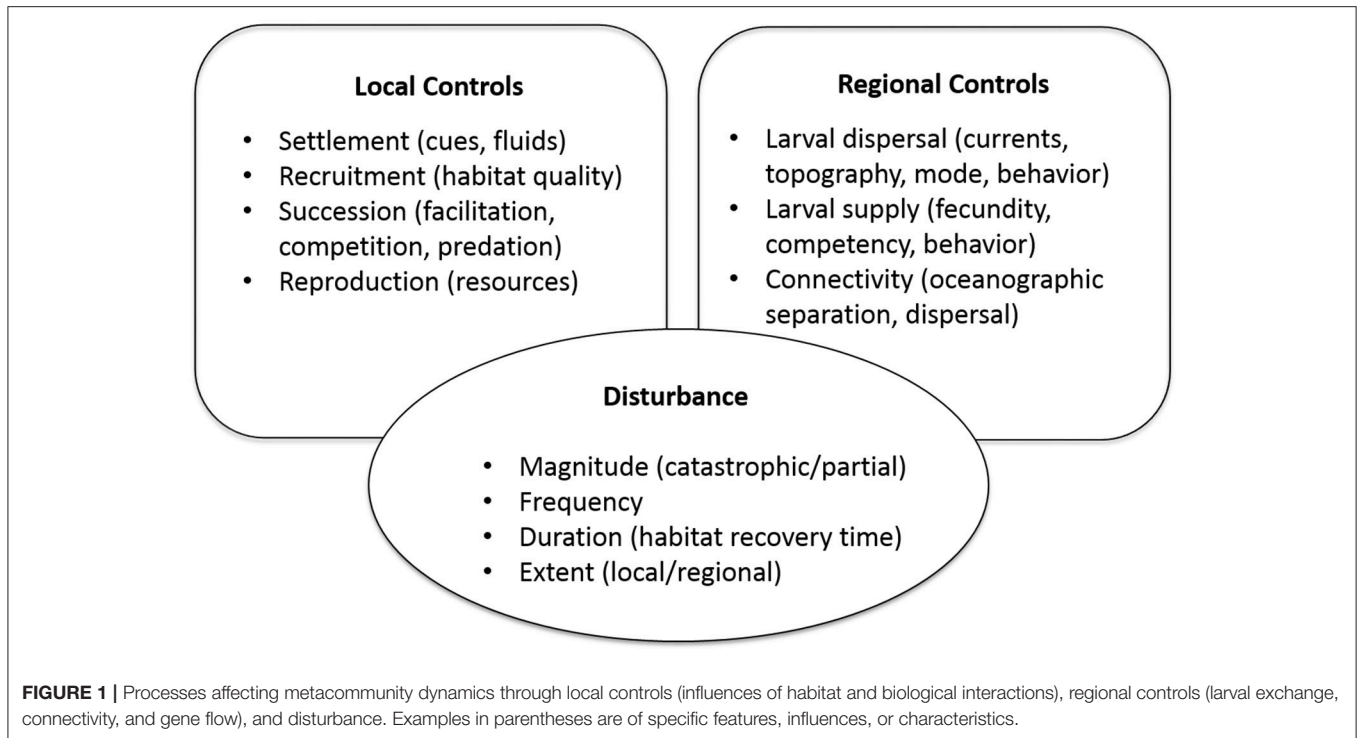 Local Controls
• Settlement (cues, fluids)
• Recruitment (habitat quality)
• Succession (facilitation,
competition, predation)
• Reproduction (resources)
Regional Controls
• Larval dispersal (currents,
topography, mode, behavior)
• Larval supply (fecundity,
competency, behavior)
• Connectivity (oceanographic
separation, dispersal)
Disturbance
• Magnitude (catastrophic/partial)
• Frequency
• Duration (habitat recovery time)
• Extent (local/regional)
FIGURE 1 | Processes affecting metacommunity dynamics through local controls (influences of habitat and biological interactions), regional controls (larval exchange,
connectivity, and gene flow), and disturbance. Examples in parentheses are of specific features, influences, or characteristics.